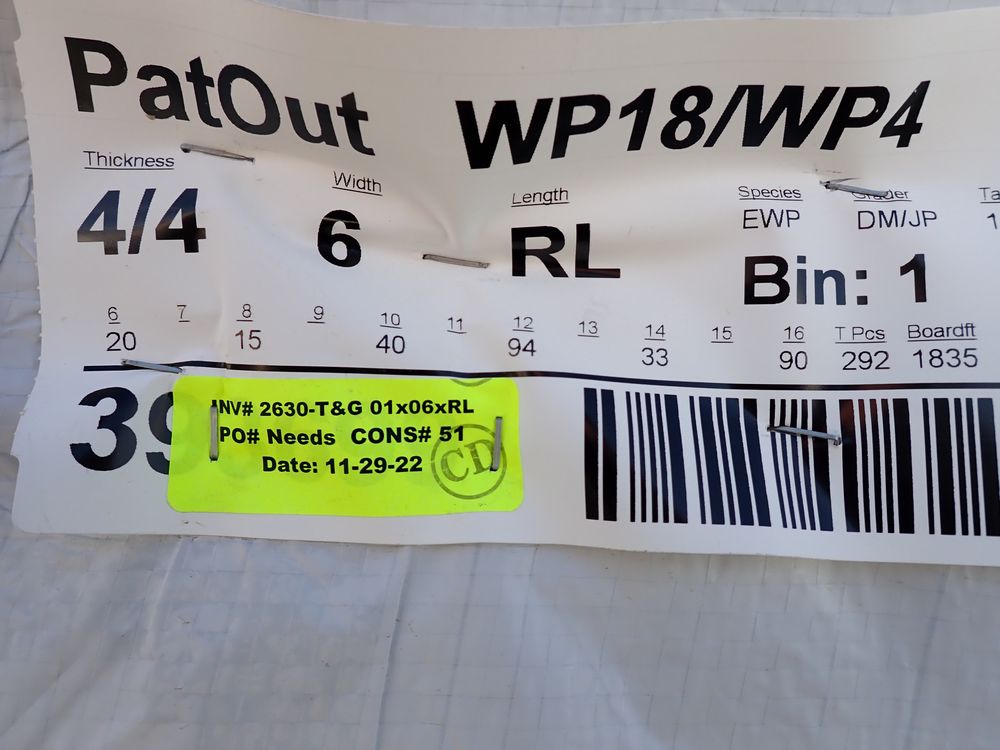 PatOut WP18/WP4
Thickness Width Length Species Grader
4/4 6 RL EWP DM/JP
Bin: 1
6 7 8 9 10 11 12 13 14 15 16 T Pcs Boardft
20 15 40 94 33 90 292 1835
39
INV# 2630-T&G 01x06xRL
PO# Needs CONS# 51
Date: 11-29-22
CD